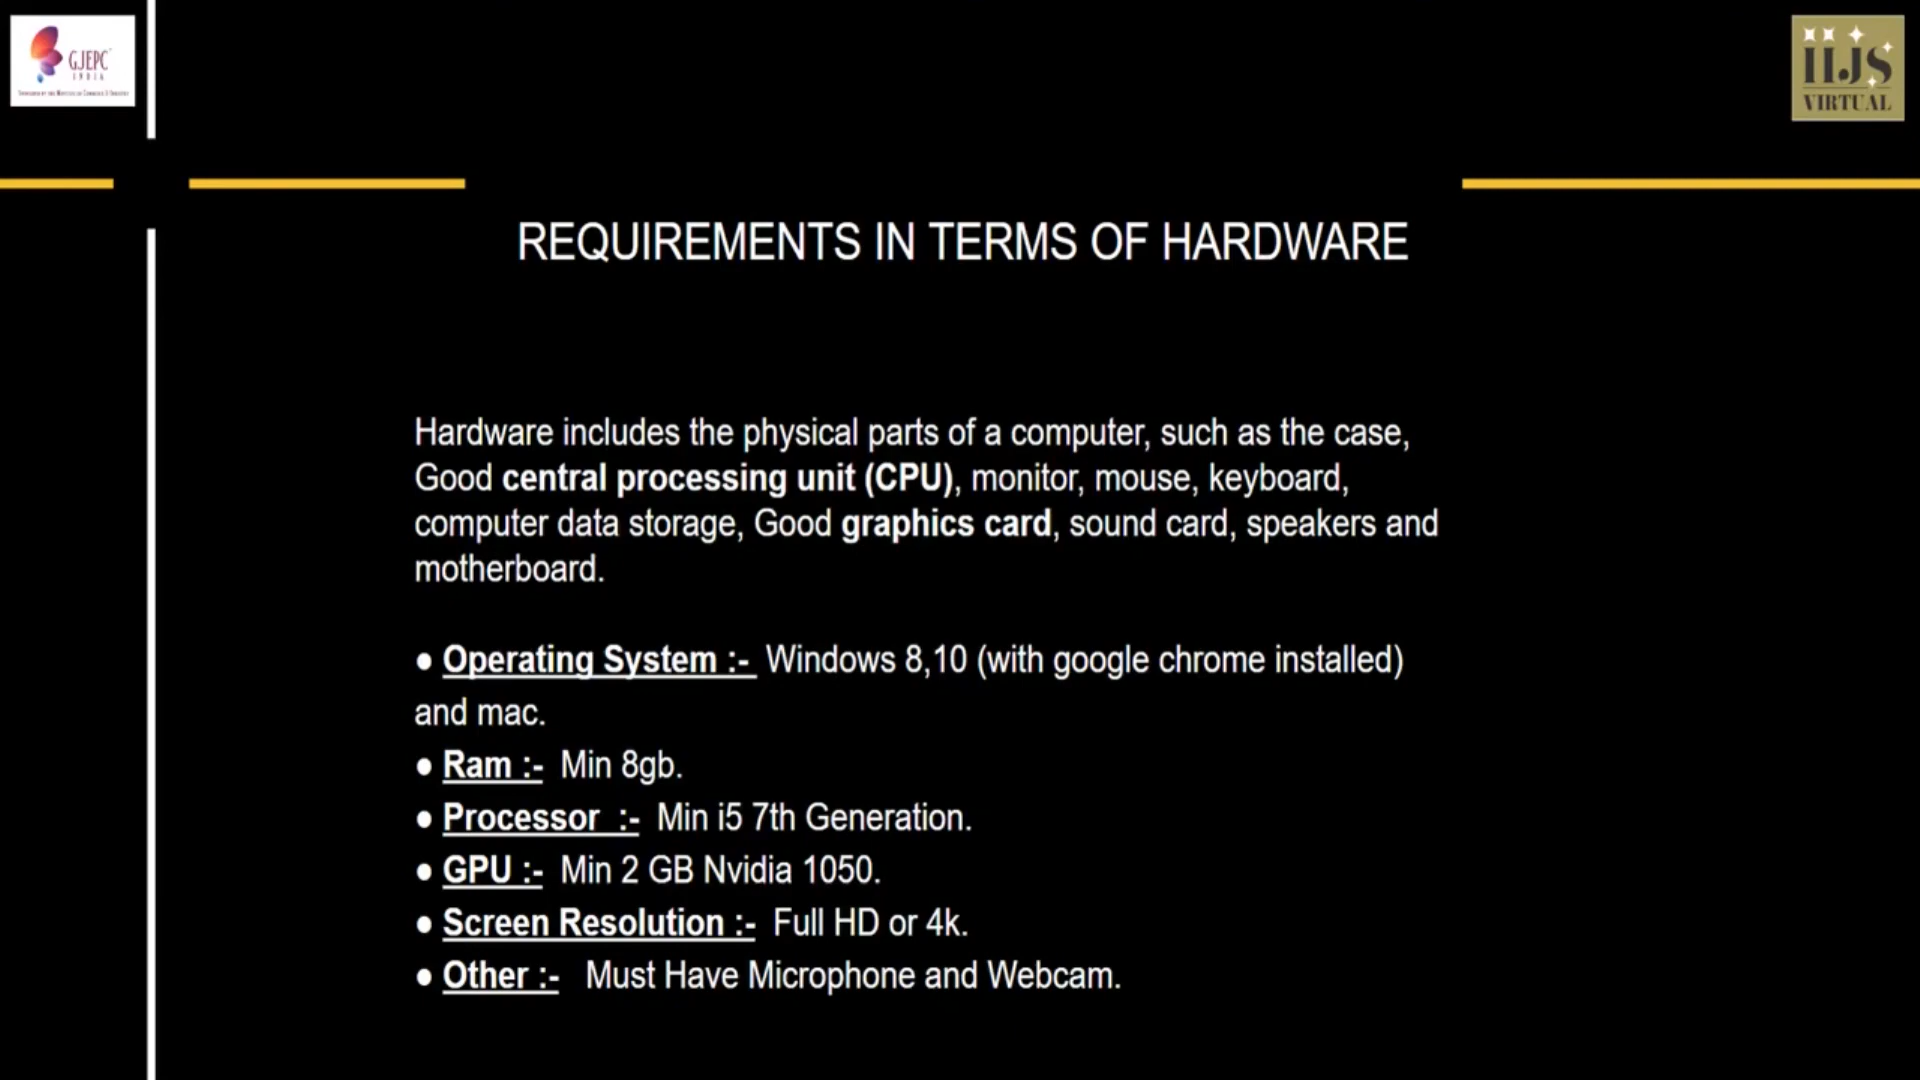 GJEPC
INDIA
IIJS
VIRTUAL
REQUIREMENTS IN TERMS OF HARDWARE
Hardware includes the physical parts of a computer, such as the case,
Good central processing unit (CPU), monitor, mouse, keyboard,
computer data storage, Good graphics card, sound card, speakers and
motherboard.
● Operating System :- Windows 8,10 (with google chrome installed)
and mac.
● Ram :- Min 8gb.
● Processor :- Min i5 7th Generation.
● GPU :- Min 2 GB Nvidia 1050.
● Screen Resolution :- Full HD or 4k.
● Other :- Must Have Microphone and Webcam.